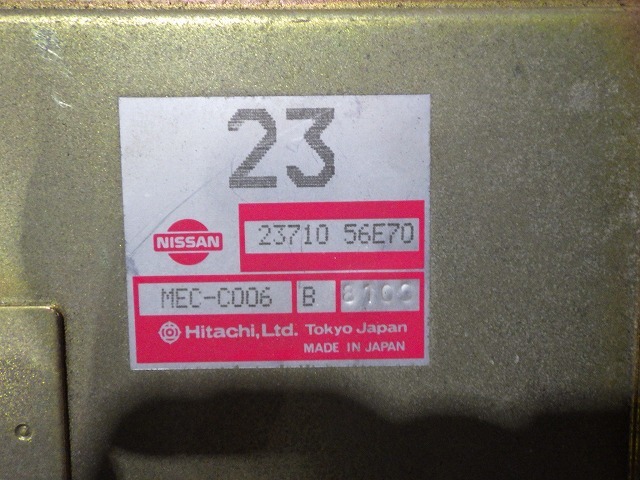 23
NISSAN
23710 56E70
MEC-C006 B
Hitachi, Ltd. Tokyo Japan
MADE IN JAPAN